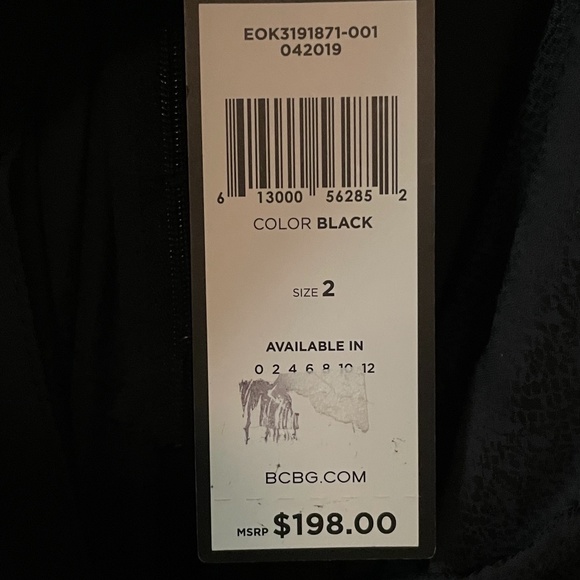 EOK3191871-001
042019
6 13000 56285 2
COLOR BLACK
SIZE 2
AVAILABLE IN
0 2 4 6 8 10 12
BCBG.COM
MSRP $198.00